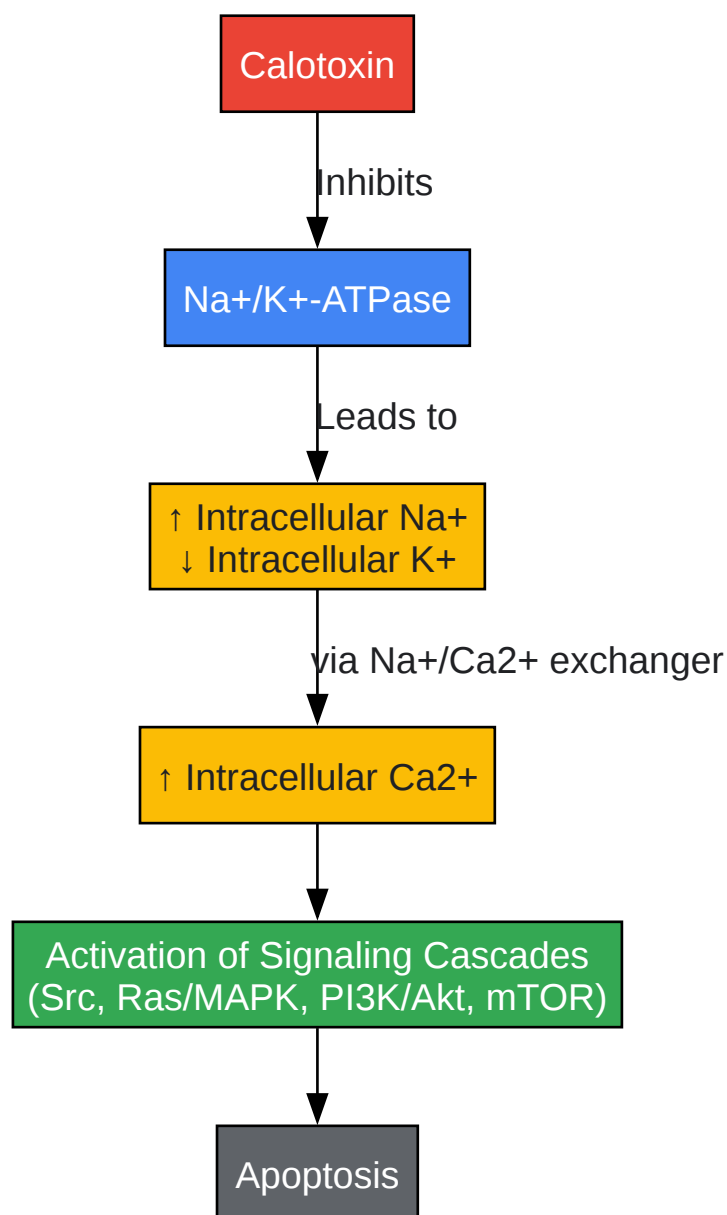 Calotoxin
Inhibits
Na+/K+-ATPase
Leads to
↑ Intracellular Na+
↓ Intracellular K+
via Na+/Ca2+ exchanger
↑ Intracellular Ca2+
Activation of Signaling Cascades
(Src, Ras/MAPK, PI3K/Akt, mTOR)
Apoptosis